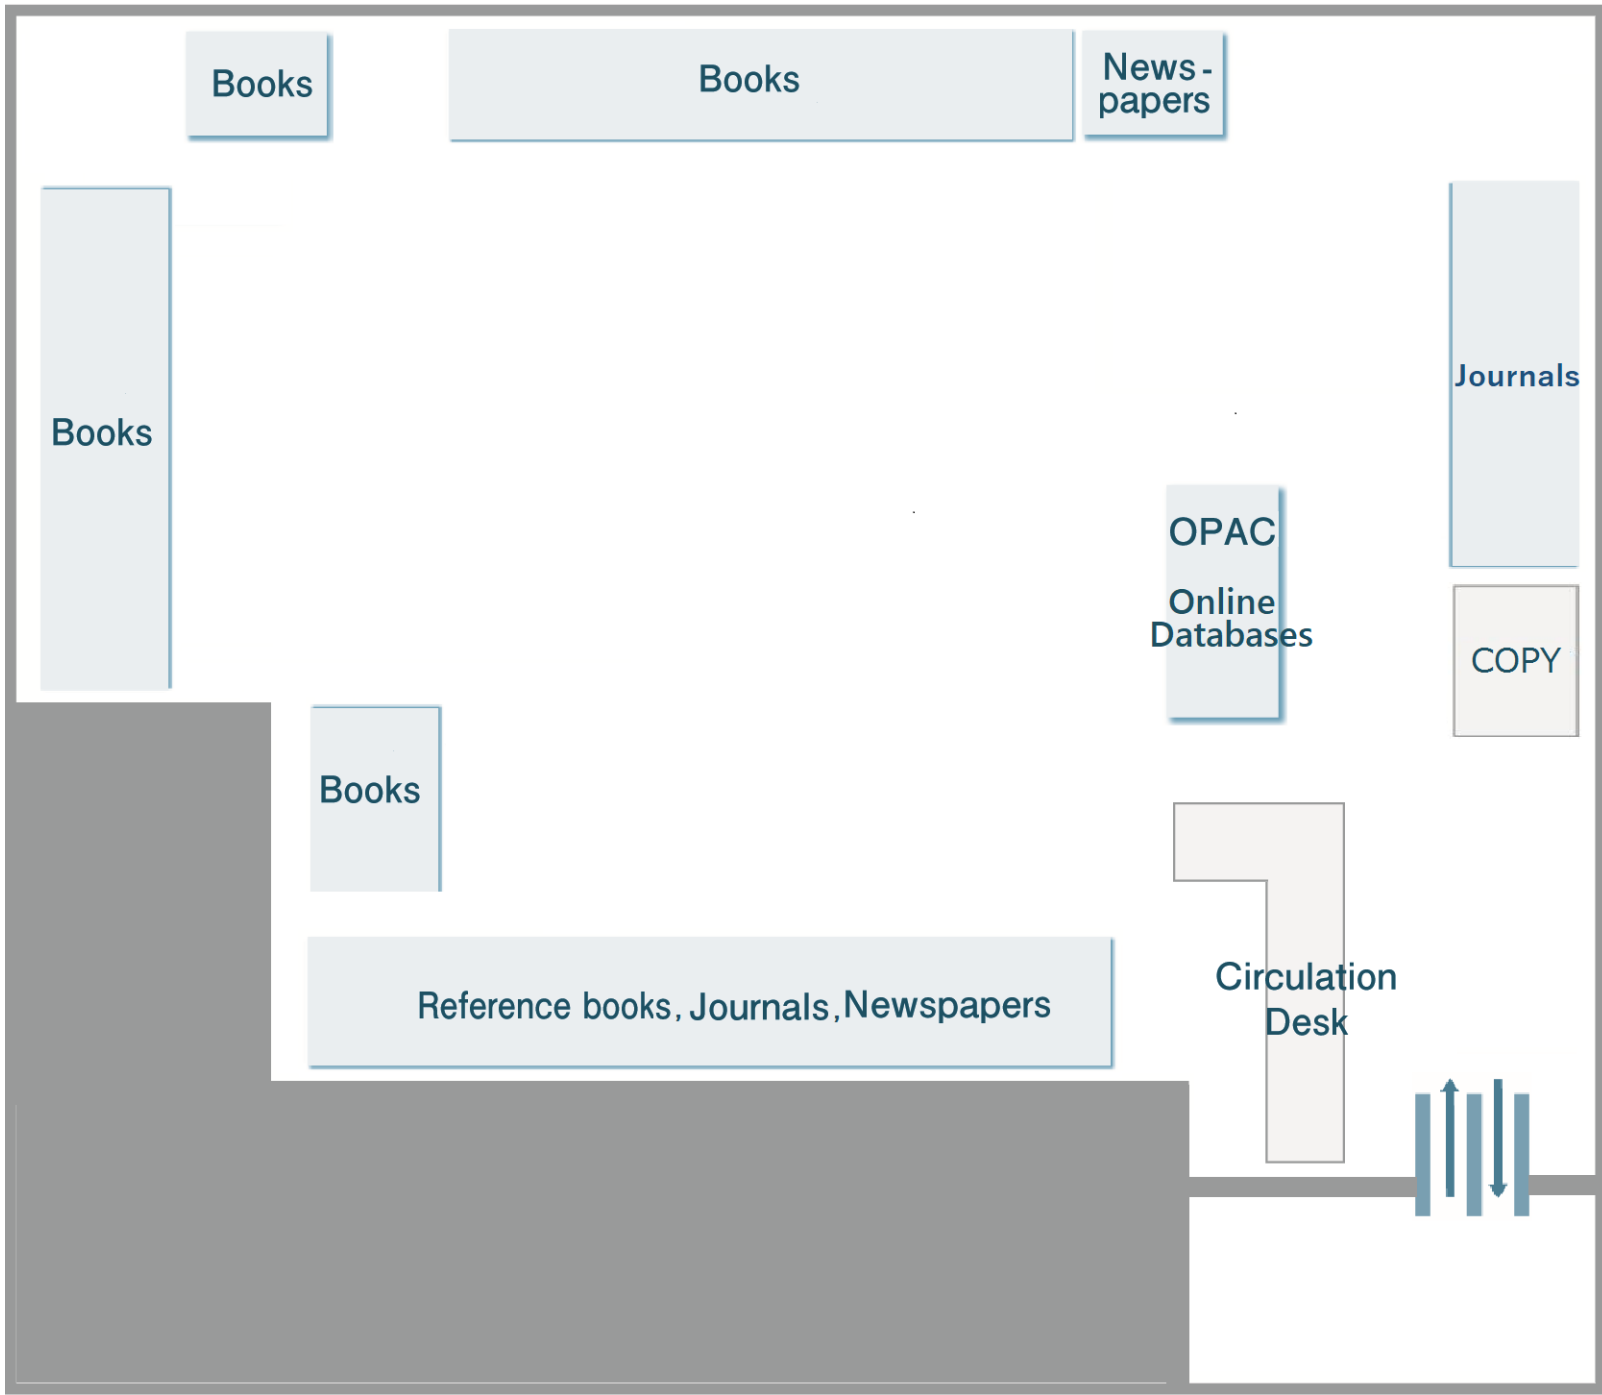 Books
Books
News-
papers
Journals
Books
OPAC
Online
Databases
COPY
Books
Circulation
Desk
Reference books, Journals, Newspapers